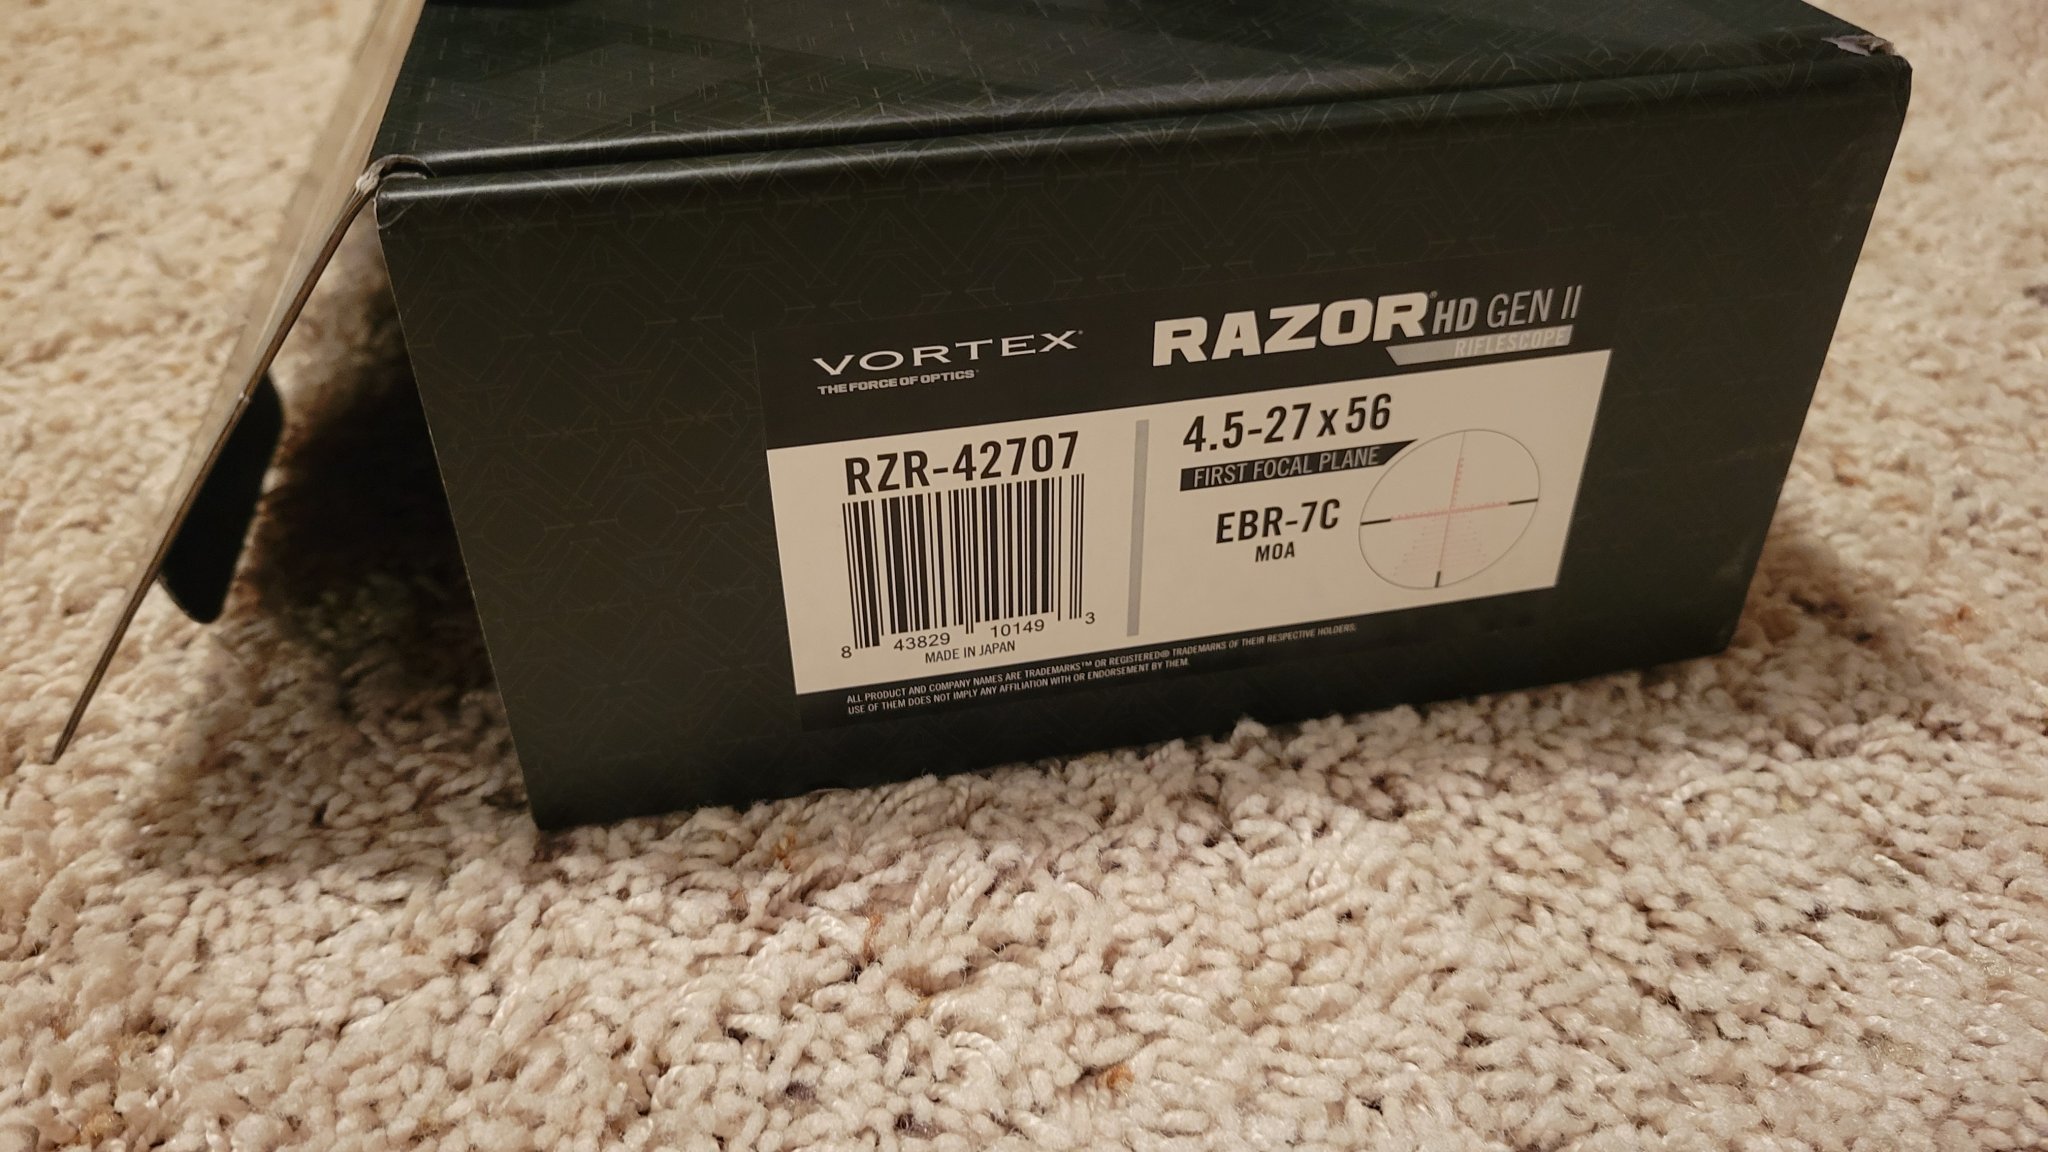 VORTEX®
THE FORCE OF OPTICS®
RAZOR® HD GEN II
RIFLESCOPE
RZR-42707
8 43829 10149 3
MADE IN JAPAN
4.5-27x56
FIRST FOCAL PLANE
EBR-7C
MOA
ALL PRODUCT AND COMPANY NAMES ARE TRADEMARKS™ OR REGISTERED® TRADEMARKS OF THEIR RESPECTIVE HOLDERS.
USE OF THEM DOES NOT IMPLY ANY AFFILIATION WITH OR ENDORSEMENT BY THEM.